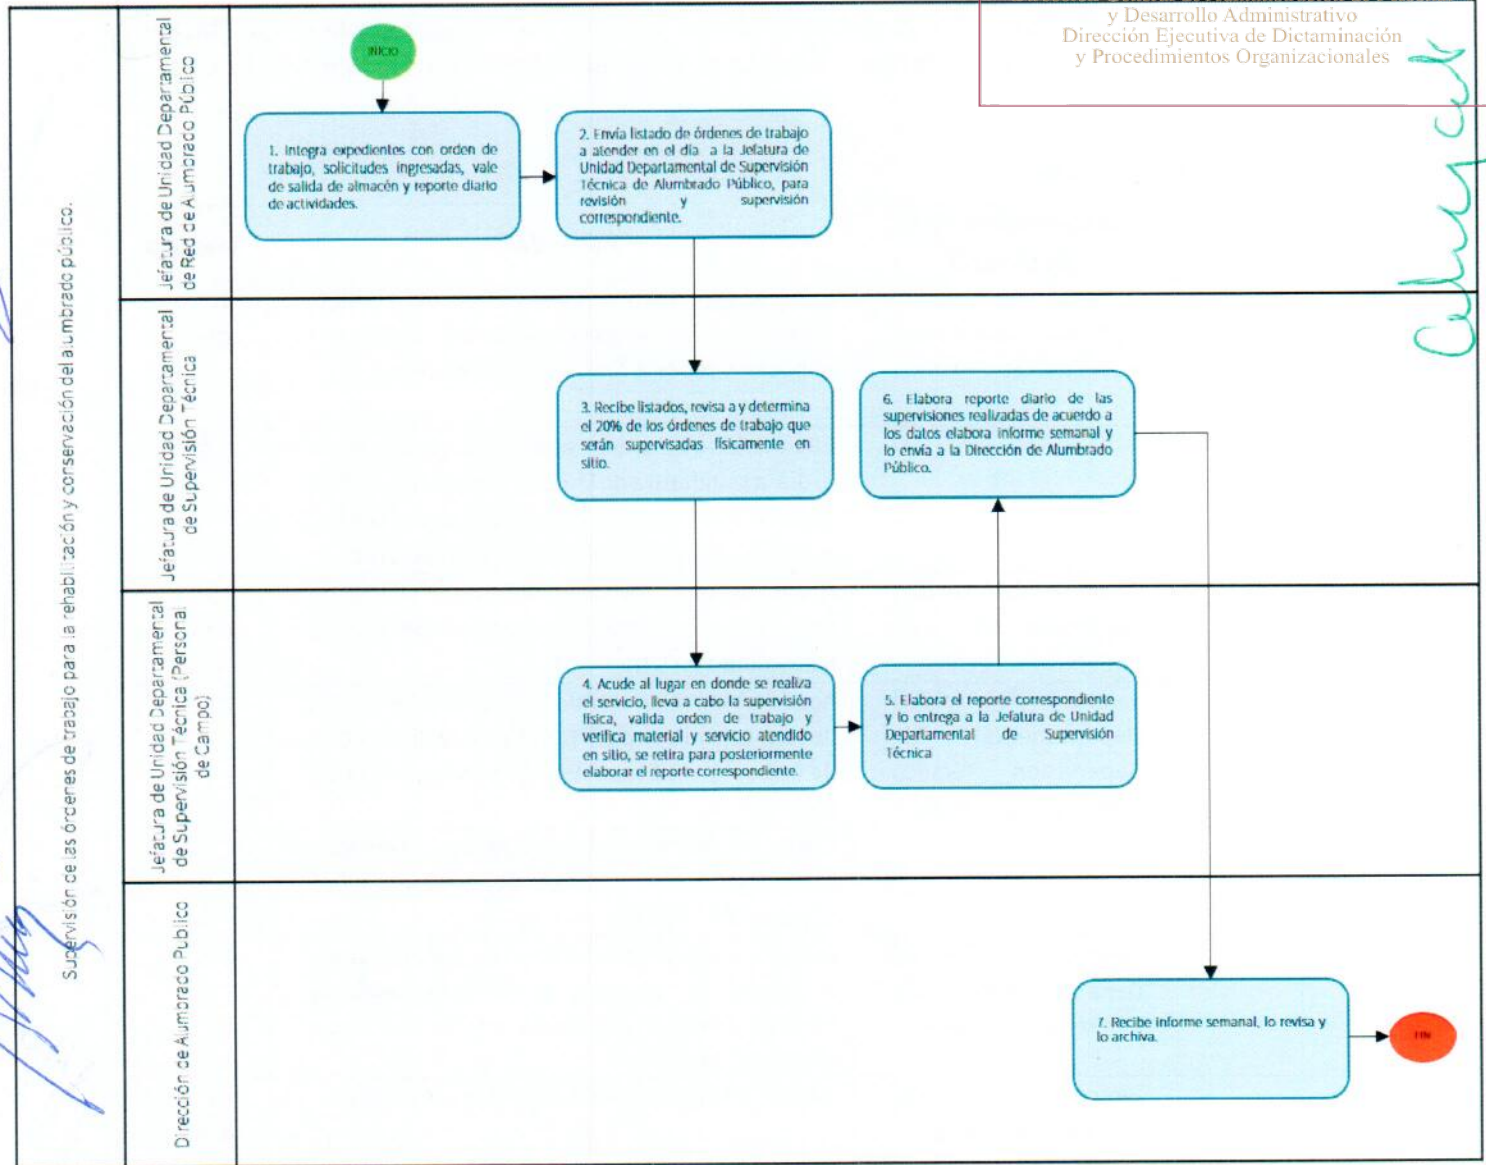 y Desarrollo Administrativo
Dirección Ejecutiva de Dictaminación
y Procedimientos Organizacionales
Supervisión de las órdenes de trabajo para la rehabilitación y conservación del alumbrado público.
Jefatura de Unidad Departamental
de Red de Alumbrado Público
INICIO
1. Integra expedientes con orden de
trabajo, solicitudes ingresadas, vale
de salida de almacén y reporte diario
de actividades.
2. Envía listado de órdenes de trabajo
a atender en el día a la Jefatura de
Unidad Departamental de Supervisión
Técnica de Alumbrado Público, para
revisión y supervisión
correspondiente.
Jefatura de Unidad Departamental
de Supervisión Técnica
3. Recibe listados, revisa a y determina
el 20% de los órdenes de trabajo que
serán supervisadas físicamente en
sitio.
6. Elabora reporte diario de las
supervisiones realizadas de acuerdo a
los datos elabora informe semanal y
lo envía a la Dirección de Alumbrado
Público.
Jefatura de Unidad Departamental
de Supervisión Técnica (Personal
de Campo)
4. Acude al lugar en donde se realiza
el servicio, lleva a cabo la supervisión
física, valida orden de trabajo y
verifica material y servicio atendido
en sitio, se retira para posteriormente
elaborar el reporte correspondiente.
5. Elabora el reporte correspondiente
y lo entrega a la Jefatura de Unidad
Departamental de Supervisión
Técnica
Dirección de Alumbrado Publico
7. Recibe informe semanal, lo revisa y
lo archiva.
FIN